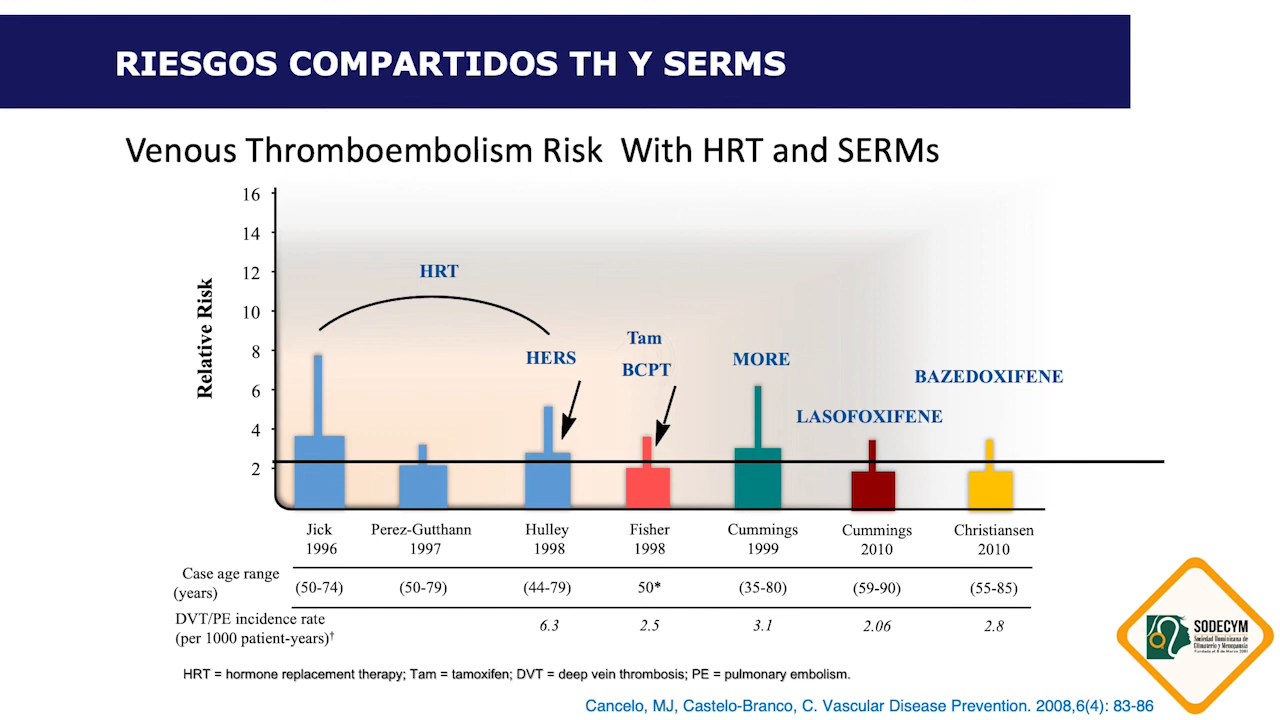 RIESGOS COMPARTIDOS TH Y SERMS
Venous Thromboembolism Risk With HRT and SERMs
Relative Risk
16
14
12
10
8
6
4
2
HRT
HERS
Tam
BCPT
MORE
LASOFOXIFENE
BAZEDOXIFENE
Jick
1996
Perez-Gutthann
1997
Hulley
1998
Fisher
1998
Cummings
1999
Cummings
2010
Christiansen
2010
Case age range
(years)
(50-74)
(50-79)
(44-79)
50*
(35-80)
(59-90)
(55-85)
DVT/PE incidence rate
(per 1000 patient-years)†
6.3
2.5
3.1
2.06
2.8
HRT = hormone replacement therapy; Tam = tamoxifen; DVT = deep vein thrombosis; PE = pulmonary embolism.
Cancelo, MJ, Castelo-Branco, C. Vascular Disease Prevention. 2008,6(4): 83-86
SODECYM
Sociedad Dominicana de
Climaterio y Menopausia